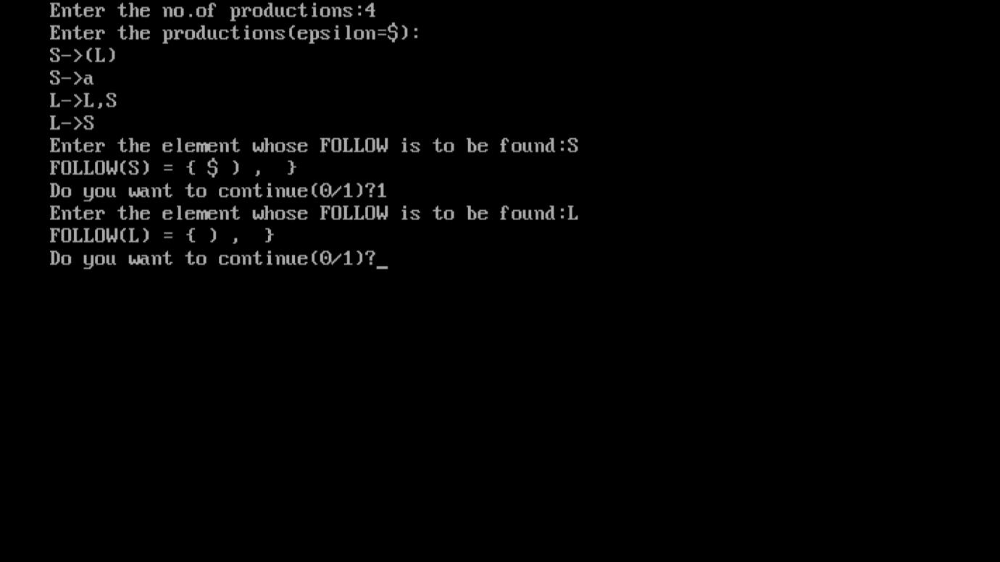 Enter the no.of productions:4
Enter the productions(epsilon=$):
S->(L)
S->a
L->L,S
L->S
Enter the element whose FOLLOW is to be found:S
FOLLOW(S) = { $ ) ,  }
Do you want to continue(0/1)?1
Enter the element whose FOLLOW is to be found:L
FOLLOW(L) = { ) ,  }
Do you want to continue(0/1)?_